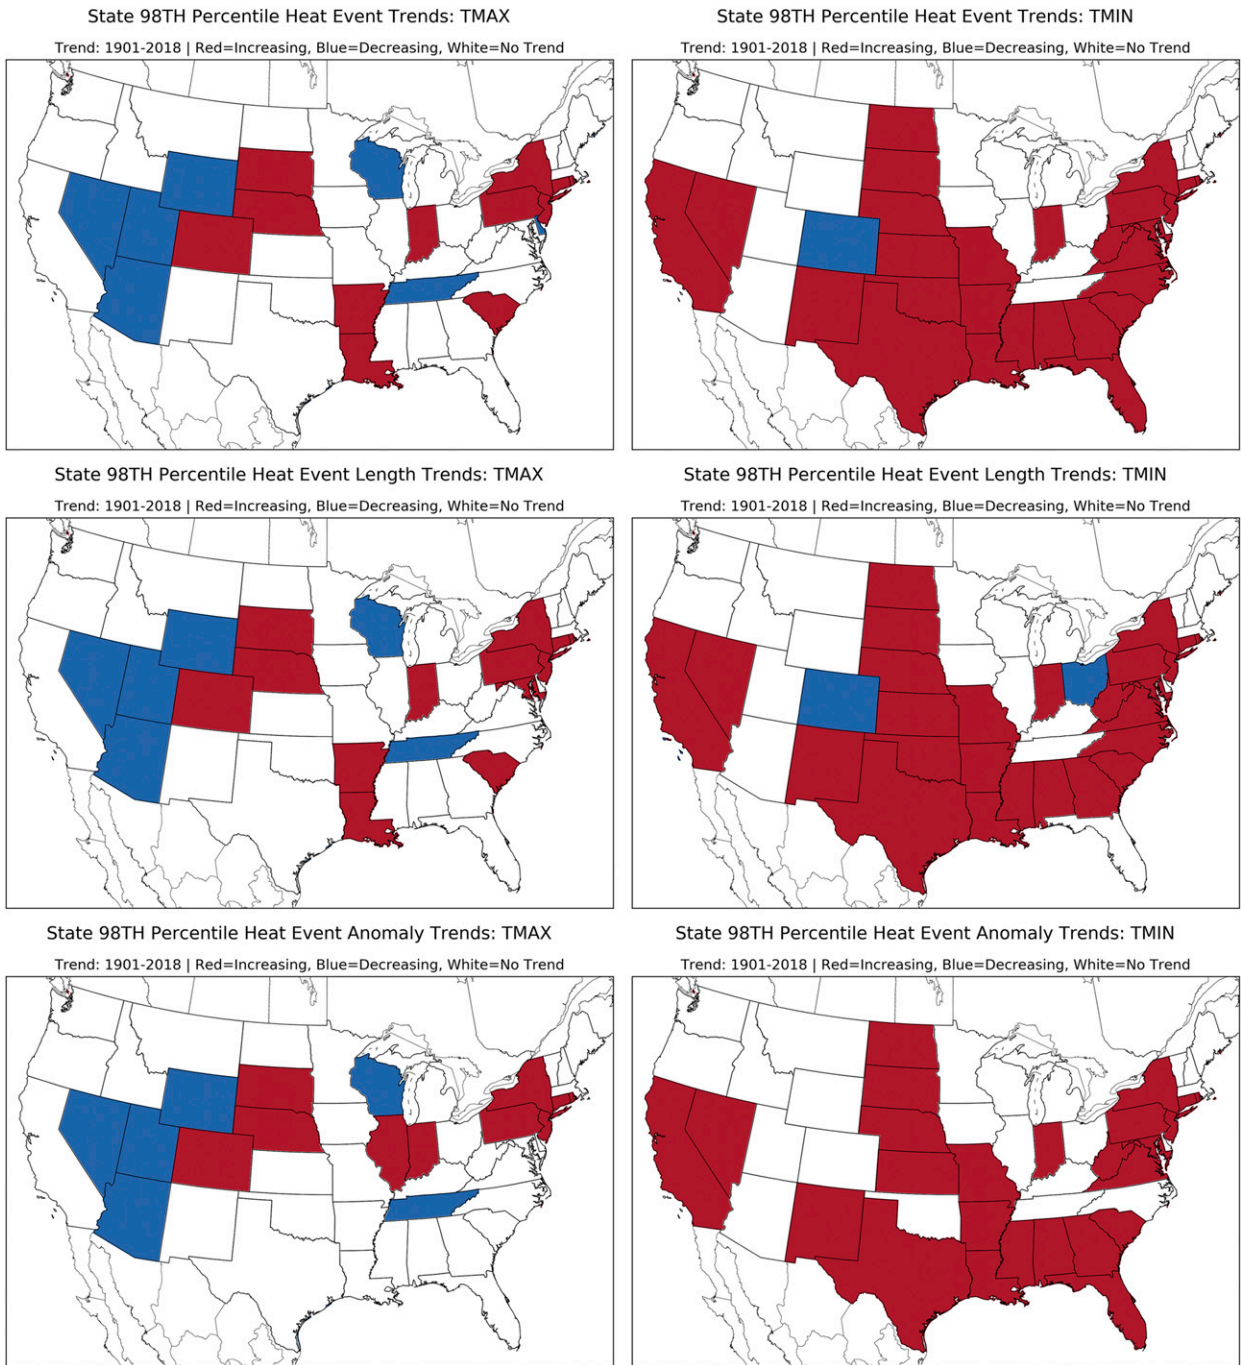 State 98TH Percentile Heat Event Trends: TMAX
Trend: 1901-2018 | Red=Increasing, Blue=Decreasing, White=No Trend
State 98TH Percentile Heat Event Trends: TMIN
Trend: 1901-2018 | Red=Increasing, Blue=Decreasing, White=No Trend
State 98TH Percentile Heat Event Length Trends: TMAX
Trend: 1901-2018 | Red=Increasing, Blue=Decreasing, White=No Trend
State 98TH Percentile Heat Event Length Trends: TMIN
Trend: 1901-2018 | Red=Increasing, Blue=Decreasing, White=No Trend
State 98TH Percentile Heat Event Anomaly Trends: TMAX
Trend: 1901-2018 | Red=Increasing, Blue=Decreasing, White=No Trend
State 98TH Percentile Heat Event Anomaly Trends: TMIN
Trend: 1901-2018 | Red=Increasing, Blue=Decreasing, White=No Trend